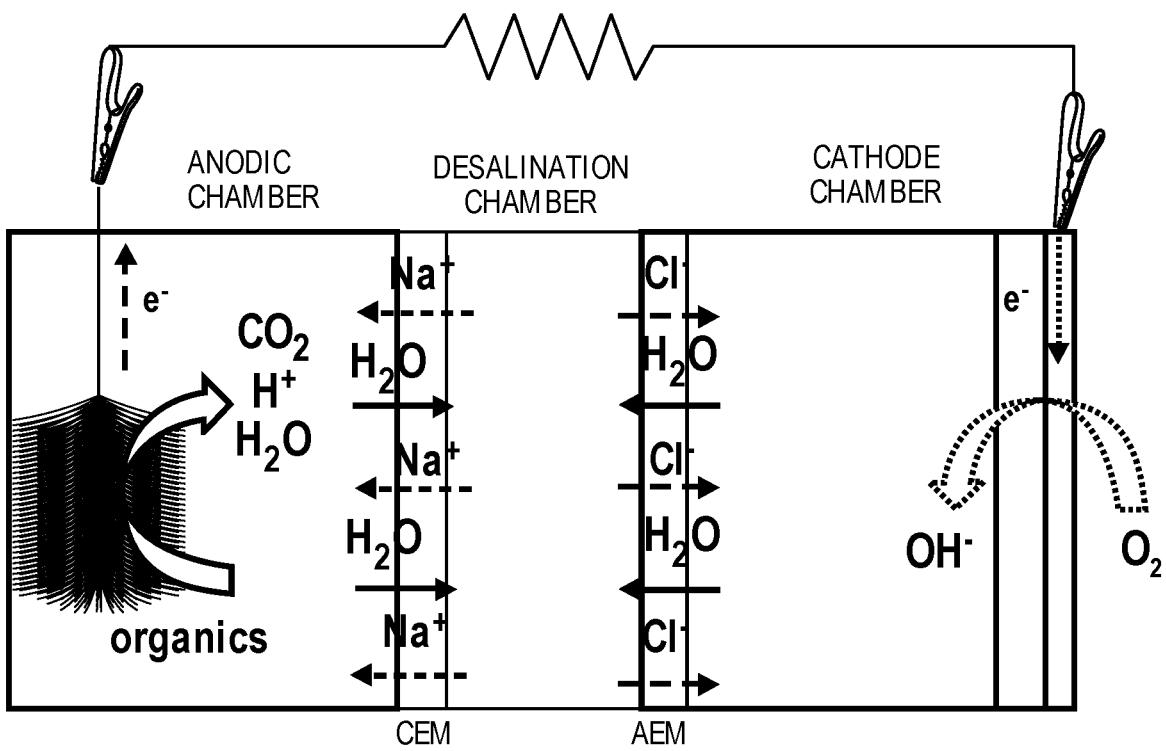 ANODIC
CHAMBER
DESALINATION
CHAMBER
CATHODE
CHAMBER
e-
CO2
H+
H2O
organics
Na+
H2O
Na+
H2O
Na+
Cl-
H2O
Cl-
H2O
Cl-
e-
OH-
O2
CEM
AEM